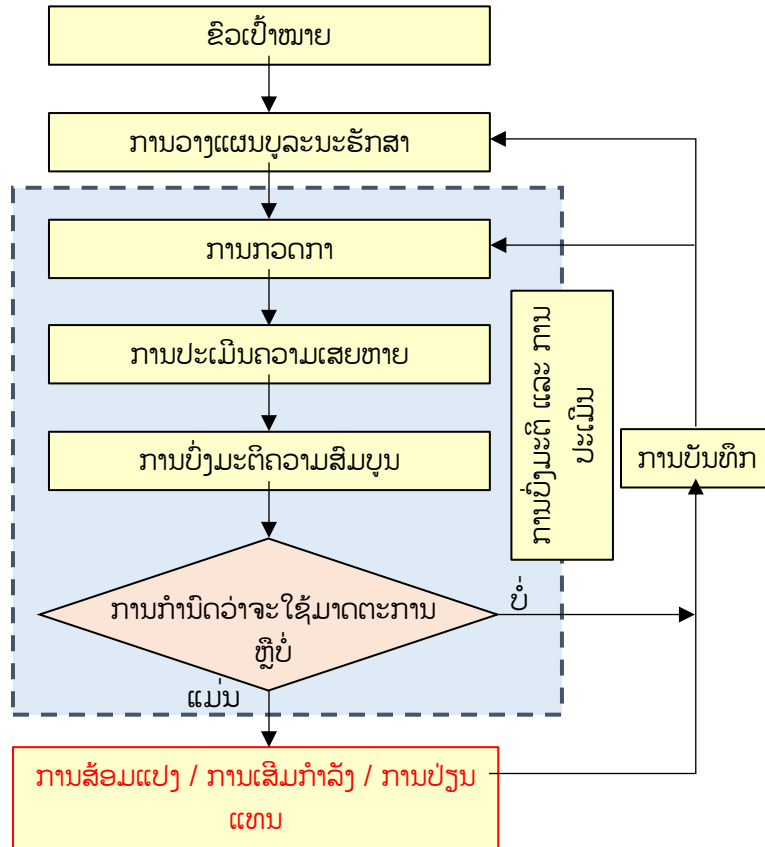 ຂົວເປົ້າໝາຍ
ການວາງແຜນບູລະນະຮັກສາ
ການກວດກາ
ການປະເມີນຄວາມເສຍຫາຍ
ການບົ່ງມະຕິຄວາມສົມບູນ
ການບົ່ງມະຕິ ແລະ ການ
ປະເມີນ
ການບັນທຶກ
ການກຳນົດວ່າຈະໃຊ້ມາດຕະການ
ຫຼືບໍ່
ບໍ່
ແມ່ນ
ການສ້ອມແປງ / ການເສີມກຳລັງ / ການປ່ຽນ
ແທນ